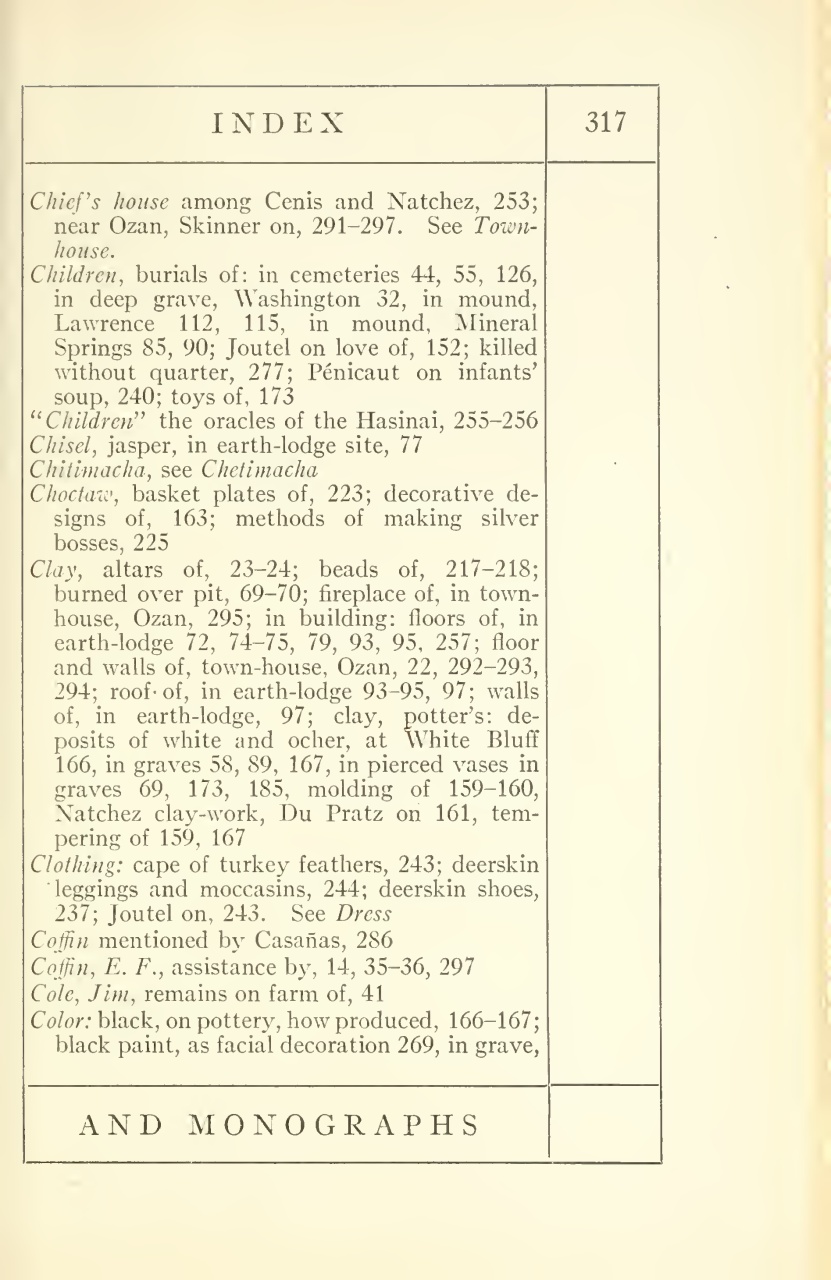 INDEX
317
Chief's house among Cenis and Natchez, 253;
near Ozan, Skinner on, 291–297. See Town-
house.
Children, burials of: in cemeteries 44, 55, 126,
in deep grave, Washington 32, in mound,
Lawrence 112, 115, in mound, Mineral
Springs 85, 90; Joutel on love of, 152; killed
without quarter, 277; Pénicaut on infants'
soup, 240; toys of, 173
"Children" the oracles of the Hasinai, 255–256
Chisel, jasper, in earth-lodge site, 77
Chitimacha, see Chetimacha
Choctaw, basket plates of, 223; decorative de-
signs of, 163; methods of making silver
bosses, 225
Clay, altars of, 23–24; beads of, 217–218;
burned over pit, 69–70; fireplace of, in town-
house, Ozan, 295; in building: floors of, in
earth-lodge 72, 74–75, 79, 93, 95, 257; floor
and walls of, town-house, Ozan, 22, 292–293,
294; roof of, in earth-lodge 93–95, 97; walls
of, in earth-lodge, 97; clay, potter's: de-
posits of white and ocher, at White Bluff
166, in graves 58, 89, 167, in pierced vases in
graves 69, 173, 185, molding of 159–160,
Natchez clay-work, Du Pratz on 161, tem-
pering of 159, 167
Clothing: cape of turkey feathers, 243; deerskin
leggings and moccasins, 244; deerskin shoes,
237; Joutel on, 243. See Dress
Coffin mentioned by Casañas, 286
Coffin, E. F., assistance by, 14, 35–36, 297
Cole, Jim, remains on farm of, 41
Color: black, on pottery, how produced, 166–167;
black paint, as facial decoration 269, in grave,
AND MONOGRAPHS